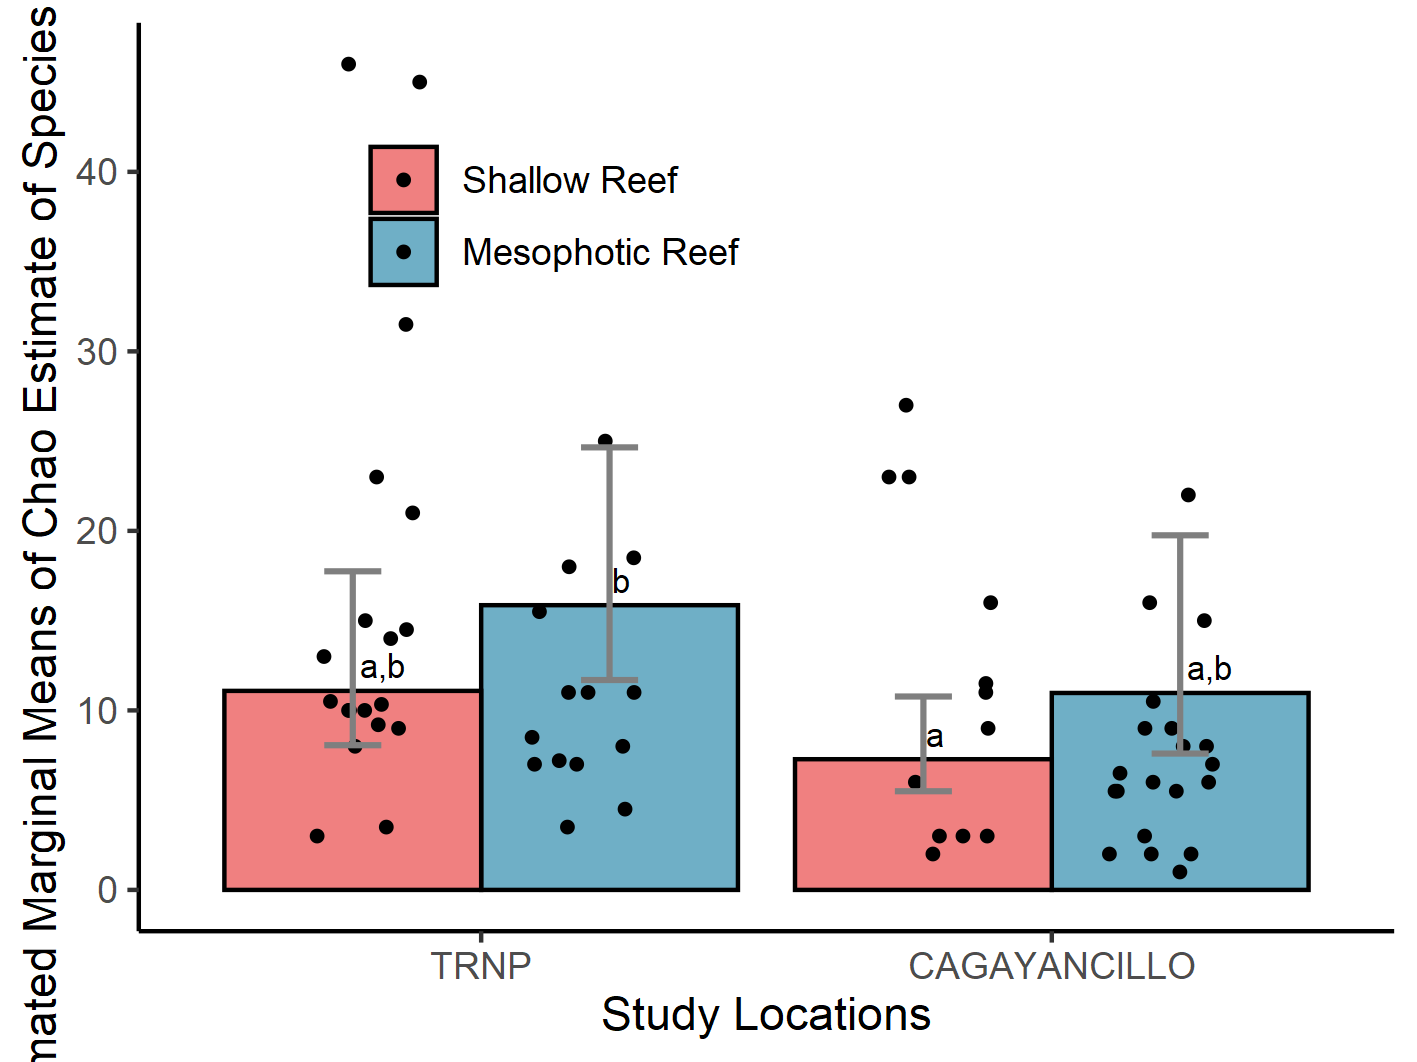 mated Marginal Means of Chao Estimate of Species
40
30
20
10
0
Shallow Reef
Mesophotic Reef
a,b
b
a
a,b
TRNP
CAGAYANCILLO
Study Locations